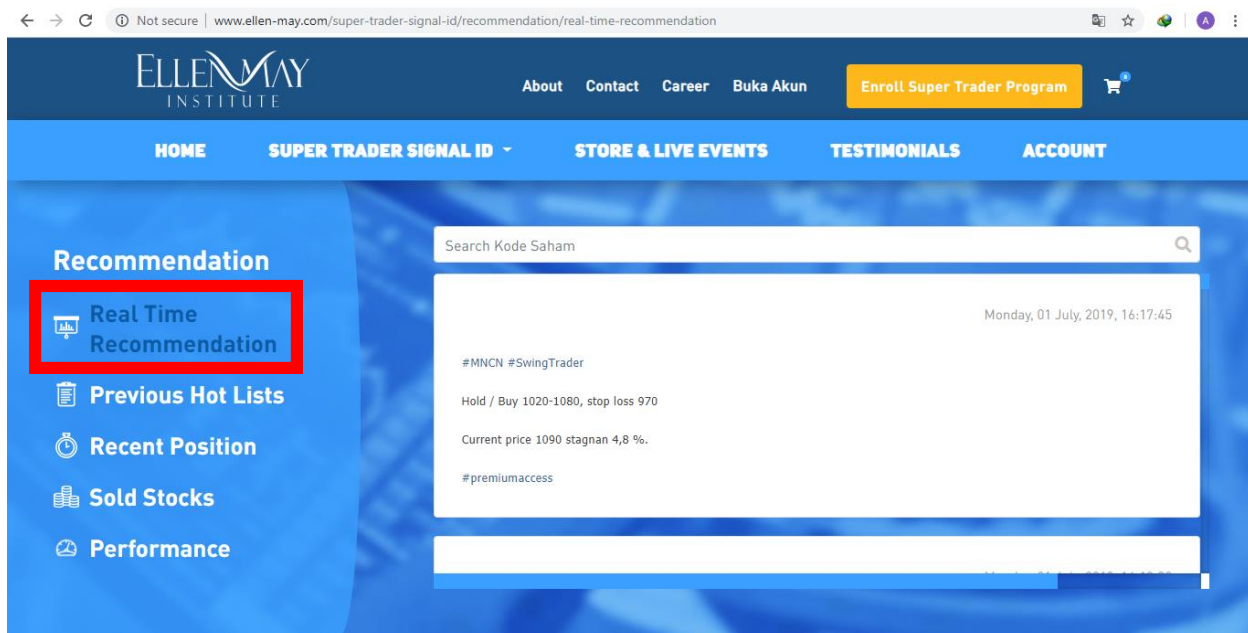 Not secure | www.ellen-may.com/super-trader-signal-id/recommendation/real-time-recommendation
A
ELLEN MAY
INSTITUTE
About Contact Career Buka Akun Enroll Super Trader Program
HOME SUPER TRADER SIGNAL ID STORE & LIVE EVENTS TESTIMONIALS ACCOUNT
Recommendation
Real Time
Recommendation
Previous Hot Lists
Recent Position
Sold Stocks
Performance
Search Kode Saham
Monday, 01 July, 2019, 16:17:45
#MNCN #SwingTrader
Hold / Buy 1020-1080, stop loss 970
Current price 1090 stagnan 4,8 %.
#premiumaccess